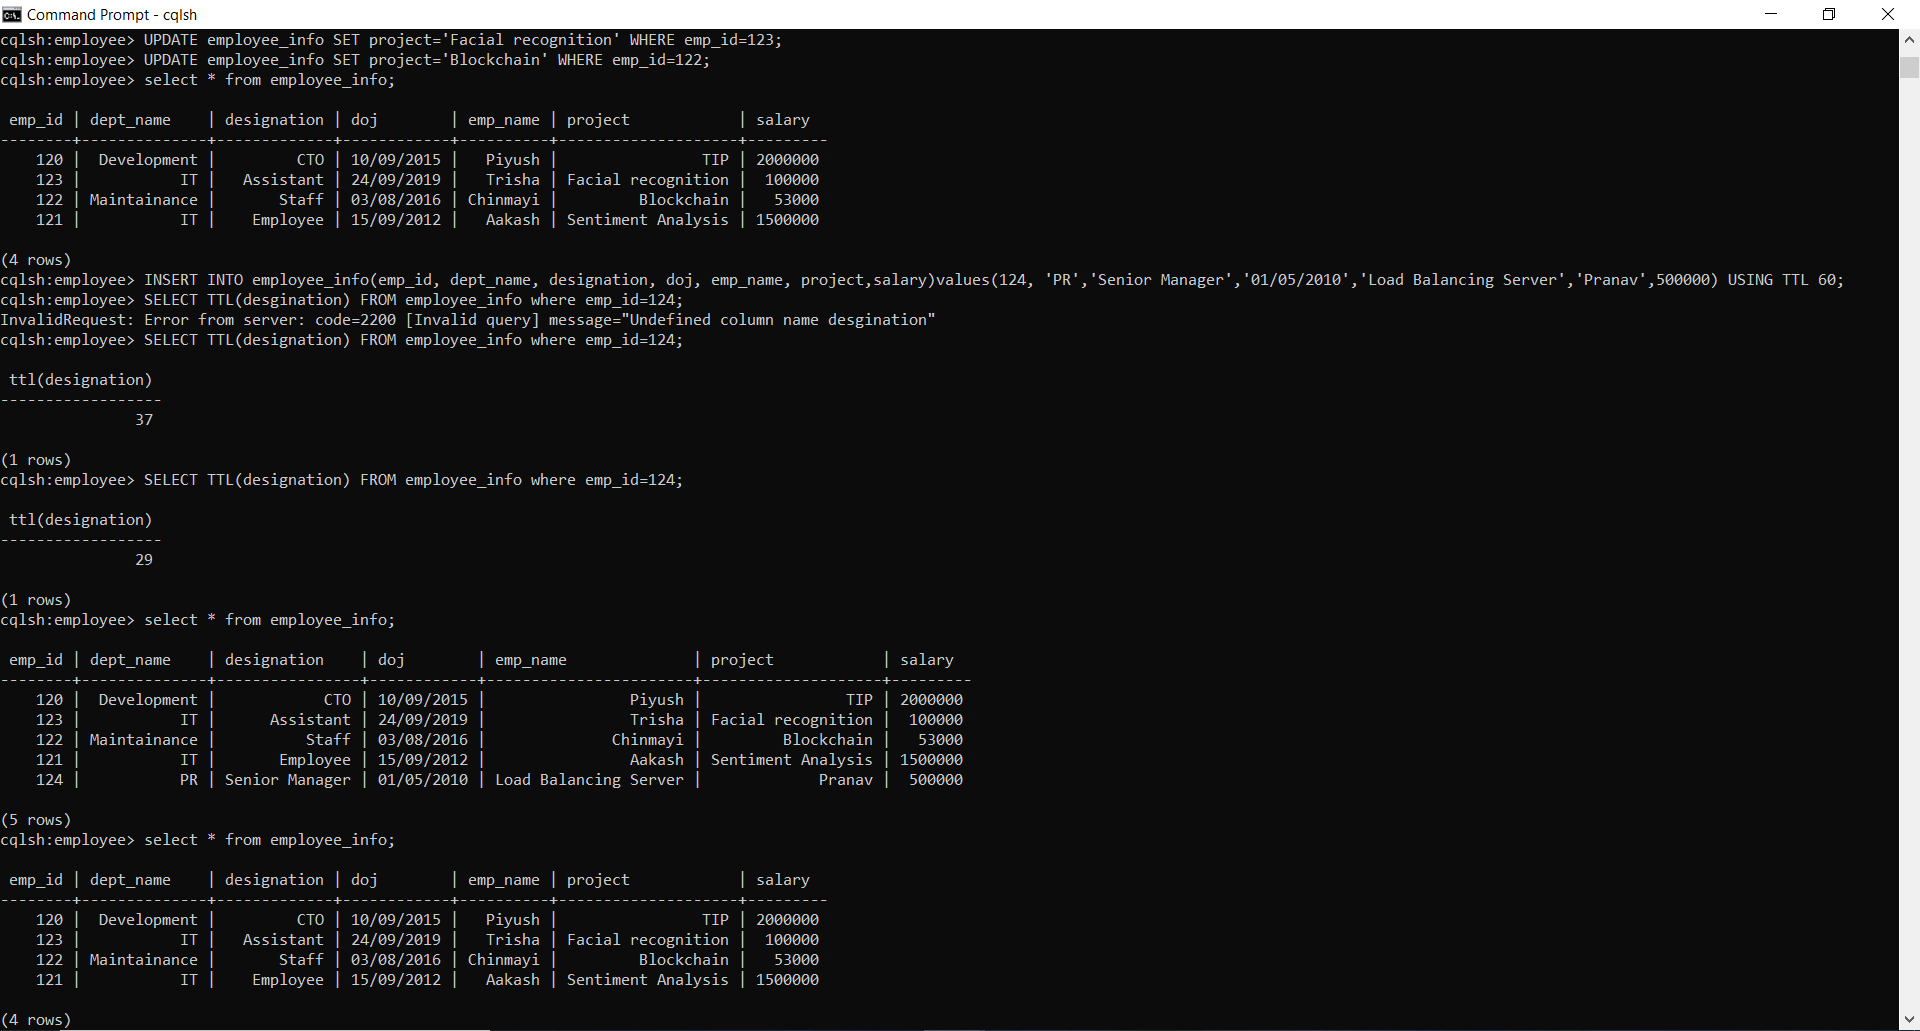 Command Prompt - cqlsh
cqlsh:employee> UPDATE employee_info SET project='Facial recognition' WHERE emp_id=123;
cqlsh:employee> UPDATE employee_info SET project='Blockchain' WHERE emp_id=122;
cqlsh:employee> select * from employee_info;
 emp_id | dept_name    | designation | doj        | emp_name | project            | salary
--------+--------------+-------------+------------+----------+--------------------+---------
    120 |  Development |         CTO | 10/09/2015 |   Piyush |                TIP | 2000000
    123 |           IT |   Assistant | 24/09/2019 |   Trisha | Facial recognition |  100000
    122 | Maintainance |       Staff | 03/08/2016 | Chinmayi |         Blockchain |   53000
    121 |           IT |    Employee | 15/09/2012 |   Aakash | Sentiment Analysis | 1500000
(4 rows)
cqlsh:employee> INSERT INTO employee_info(emp_id, dept_name, designation, doj, emp_name, project,salary)values(124, 'PR','Senior Manager','01/05/2010','Load Balancing Server','Pranav',500000) USING TTL 60;
cqlsh:employee> SELECT TTL(desgination) FROM employee_info where emp_id=124;
InvalidRequest: Error from server: code=2200 [Invalid query] message="Undefined column name desgination"
cqlsh:employee> SELECT TTL(designation) FROM employee_info where emp_id=124;
 ttl(designation)
------------------
               37
(1 rows)
cqlsh:employee> SELECT TTL(designation) FROM employee_info where emp_id=124;
 ttl(designation)
------------------
               29
(1 rows)
cqlsh:employee> select * from employee_info;
 emp_id | dept_name    | designation    | doj        | emp_name              | project            | salary
--------+--------------+----------------+------------+-----------------------+--------------------+---------
    120 |  Development |            CTO | 10/09/2015 |                Piyush |                TIP | 2000000
    123 |           IT |      Assistant | 24/09/2019 |                Trisha | Facial recognition |  100000
    122 | Maintainance |          Staff | 03/08/2016 |              Chinmayi |         Blockchain |   53000
    121 |           IT |       Employee | 15/09/2012 |                Aakash | Sentiment Analysis | 1500000
    124 |           PR | Senior Manager | 01/05/2010 | Load Balancing Server |             Pranav |  500000
(5 rows)
cqlsh:employee> select * from employee_info;
 emp_id | dept_name    | designation | doj        | emp_name | project            | salary
--------+--------------+-------------+------------+----------+--------------------+---------
    120 |  Development |         CTO | 10/09/2015 |   Piyush |                TIP | 2000000
    123 |           IT |   Assistant | 24/09/2019 |   Trisha | Facial recognition |  100000
    122 | Maintainance |       Staff | 03/08/2016 | Chinmayi |         Blockchain |   53000
    121 |           IT |    Employee | 15/09/2012 |   Aakash | Sentiment Analysis | 1500000
(4 rows)